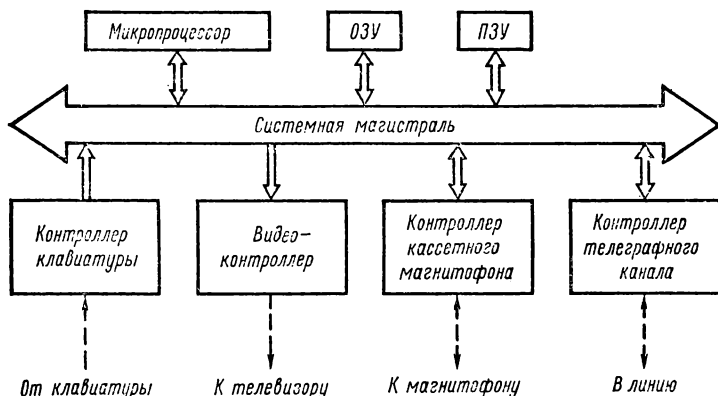 Микропроцессор
ОЗУ
ПЗУ
Системная магистраль
Контроллер
клавиатуры
Видео-
контроллер
Контроллер
кассетного
магнитофона
Контроллер
телеграфного
канала
От клавиатуры
К телевизору
К магнитофону
В линию